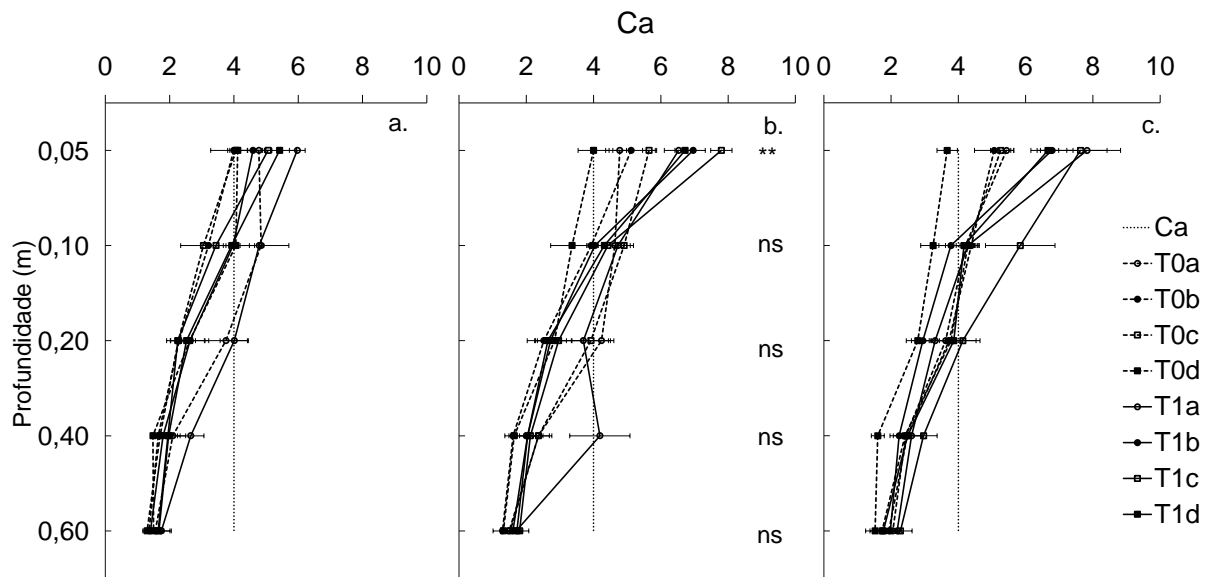 Ca
0 2 4 6 8 10
0 2 4 6 8 10
0 2 4 6 8 10
a.
b.
c.
Profundidade (m)
0,05
**
0,10
ns
0,20
ns
0,40
ns
0,60
ns
Ca
T0a
T0b
T0c
T0d
T1a
T1b
T1c
T1d